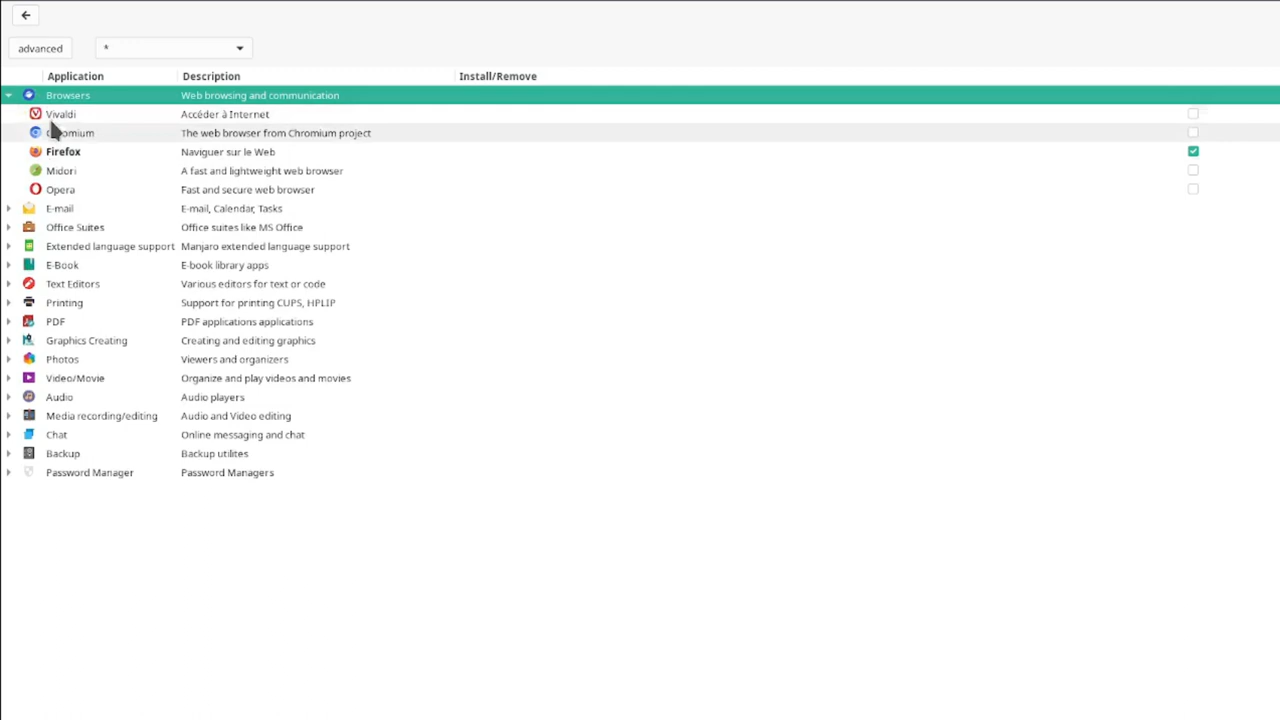 advanced *
Application Description Install/Remove
Browsers Web browsing and communication
Vivaldi Accéder à Internet
The web browser from Chromium project
Firefox Naviguer sur le Web
Midori A fast and lightweight web browser
Opera Fast and secure web browser
E-mail E-mail, Calendar, Tasks
Office Suites Office suites like MS Office
Extended language support Manjaro extended language support
E-Book E-book library apps
Text Editors Various editors for text or code
Printing Support for printing CUPS, HPLIP
PDF PDF applications applications
Graphics Creating Creating and editing graphics
Photos Viewers and organizers
Video/Movie Organize and play videos and movies
Audio Audio players
Media recording/editing Audio and Video editing
Chat Online messaging and chat
Backup Backup utilites
Password Manager Password Managers